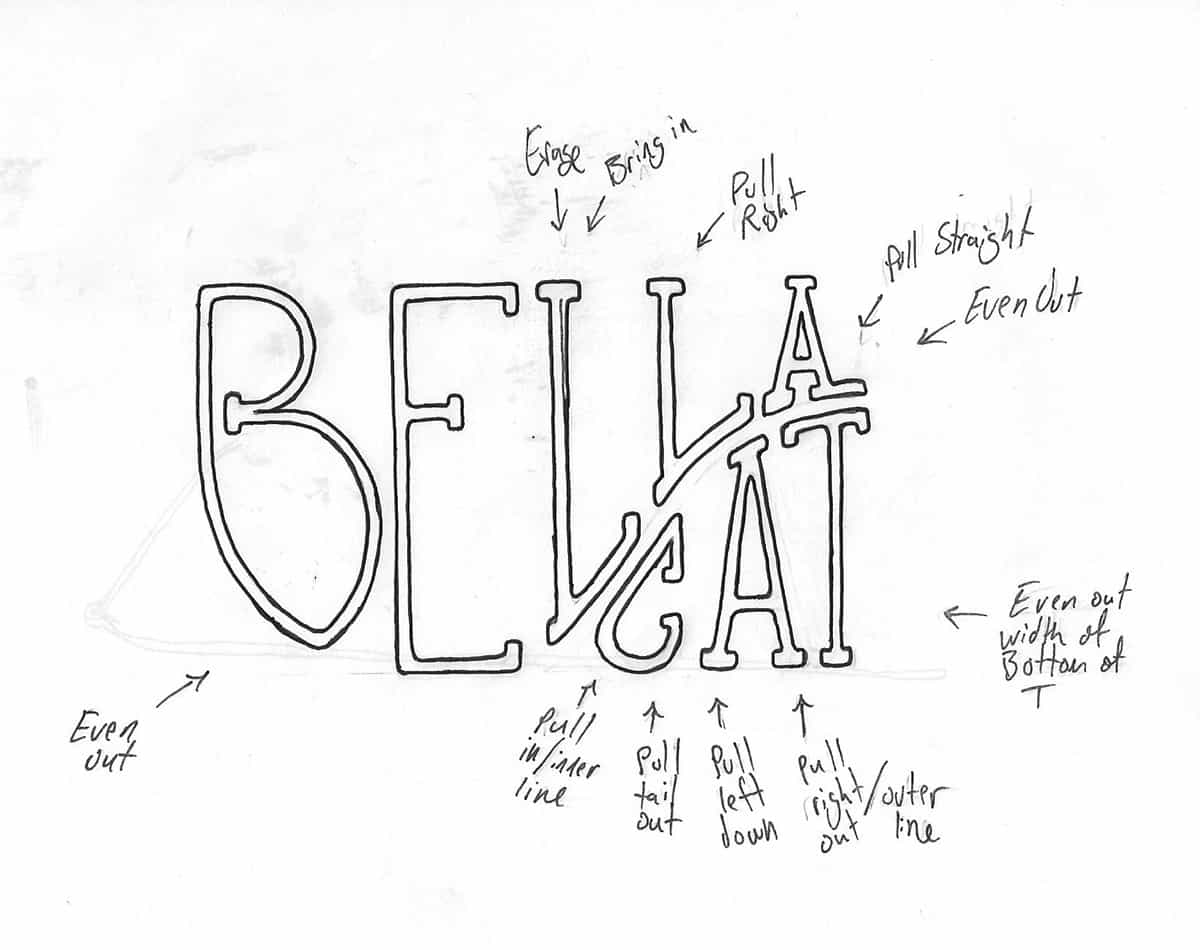 Erase
Bring in
Pull
Right
Pull Straight
Even Out
BELLA
CAT
Even out
width of
Bottom of
T
Even
out
Pull
in/inner
line
Pull
tail
out
Pull
left
down
Pull
right/outer
out line